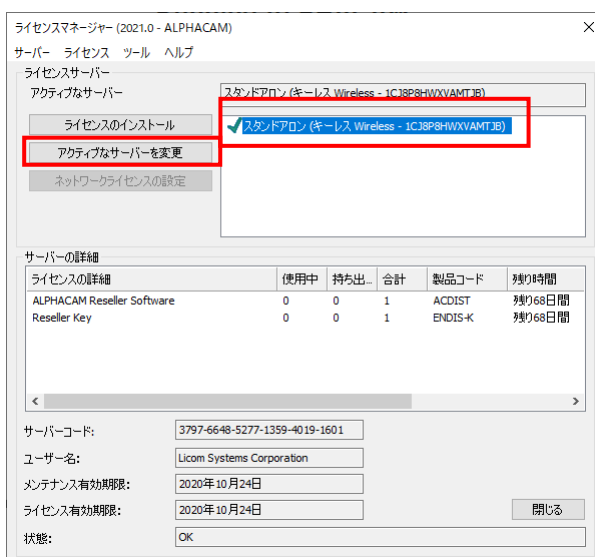 ライセンスマネージャー (2021.0 - ALPHACAM)
サーバー ライセンス ツール ヘルプ
ライセンスサーバー
アクティブなサーバー スタンドアロン (キーレス Wireless - 1CJ8P8HWXVAMTJB)
ライセンスのインストール スタンドアロン (キーレス Wireless - 1CJ8P8HWXVAMTJB)
アクティブなサーバーを変更
ネットワークライセンスの設定
サーバーの詳細
ライセンスの詳細 使用中 持ち出... 合計 製品コード 残り時間
ALPHACAM Reseller Software 0 0 1 ACDIST 残り68日間
Reseller Key 0 0 1 ENDIS-K 残り68日間
サーバーコード: 3797-6648-5277-1359-4019-1601
ユーザー名: Licom Systems Corporation
メンテナンス有効期限: 2020年10月24日
ライセンス有効期限: 2020年10月24日 閉じる
状態: OK